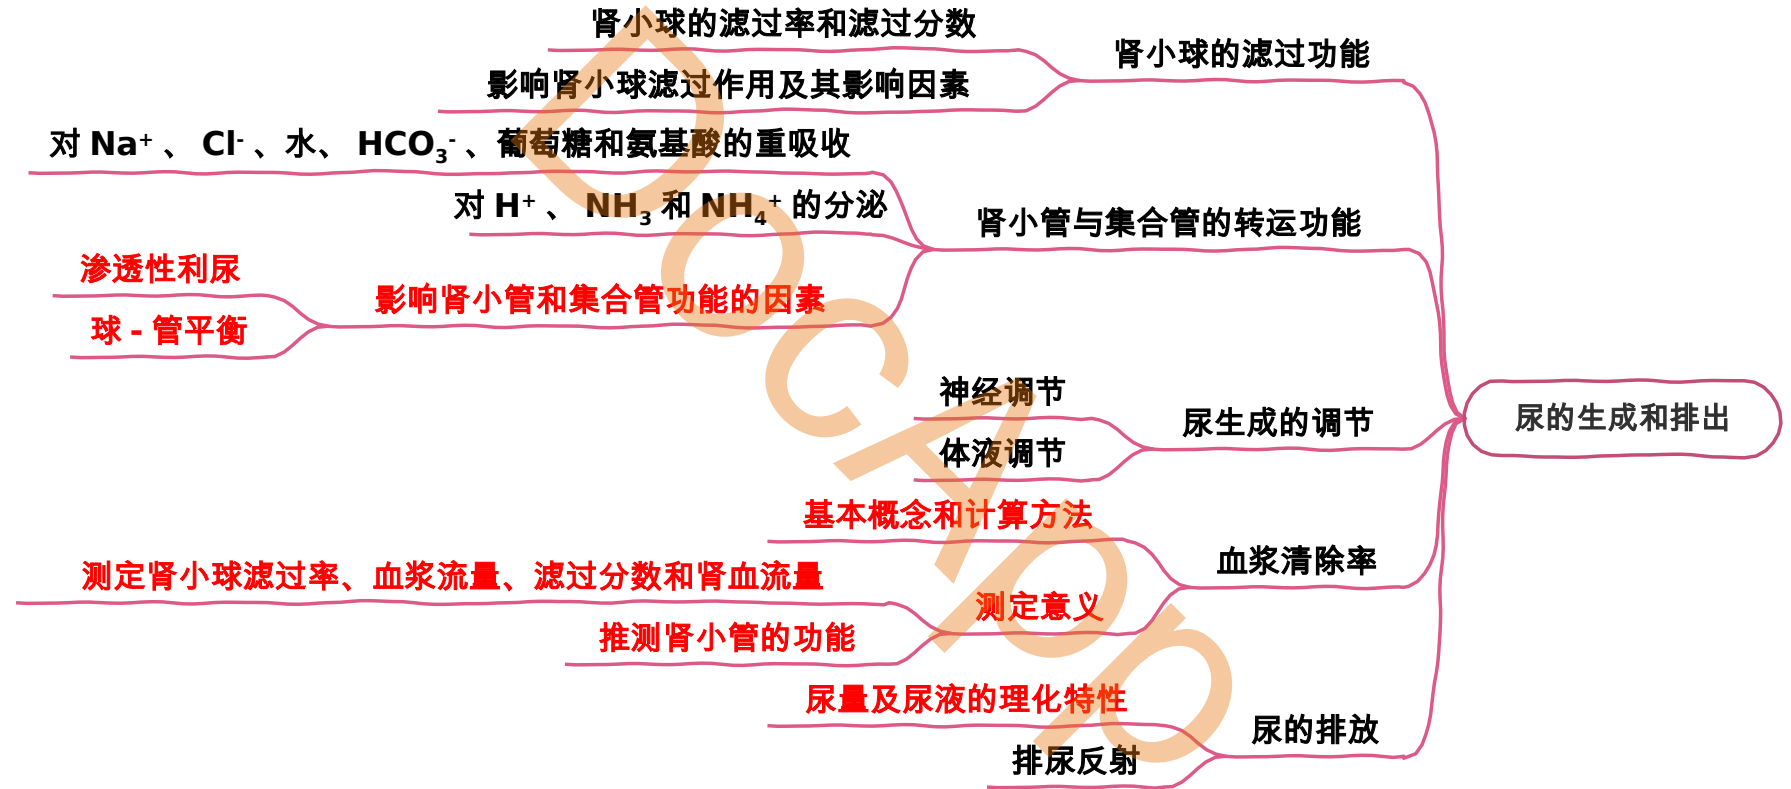 肾小球的滤过率和滤过分数
肾小球的滤过功能
影响肾小球滤过作用及其影响因素
对 Na⁺ 、 Cl⁻ 、水、 HCO₃⁻ 、葡萄糖和氨基酸的重吸收
对 H⁺ 、 NH₃ 和 NH₄⁺ 的分泌
肾小管与集合管的转运功能
渗透性利尿
影响肾小管和集合管功能的因素
球 - 管平衡
神经调节
尿生成的调节
尿的生成和排出
体液调节
基本概念和计算方法
血浆清除率
测定肾小球滤过率、血浆流量、滤过分数和肾血流量
测定意义
推测肾小管的功能
尿量及尿液的理化特性
尿的排放
排尿反射
DocApp